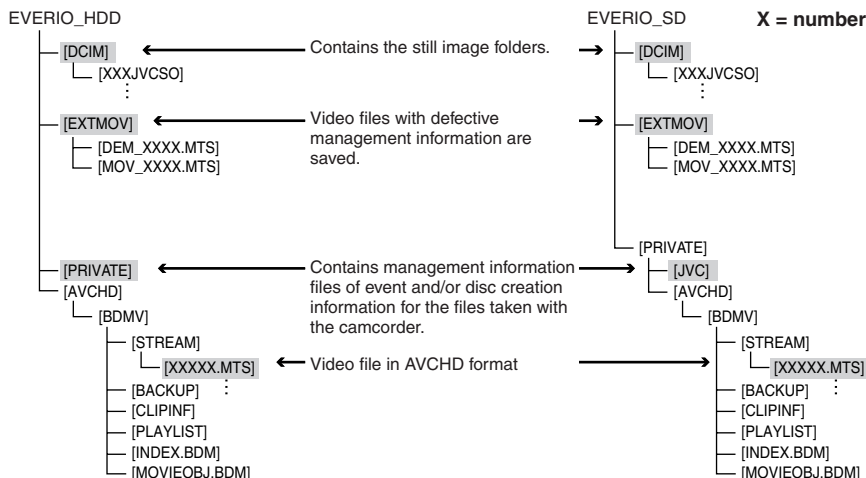 EVERIO_HDD
[DCIM]
[XXXJVCSO]
[EXTMOV]
[DEM_XXXX.MTS]
[MOV_XXXX.MTS]
[PRIVATE]
[AVCHD]
[BDMV]
[STREAM]
[XXXXX.MTS]
[BACKUP]
[CLIPINF]
[PLAYLIST]
[INDEX.BDM]
[MOVIEOBJ.BDM]
Contains the still image folders.
Video files with defective
management information are
saved.
Contains management information
files of event and/or disc creation
information for the files taken with
the camcorder.
Video file in AVCHD format
EVERIO_SD
X = number
[DCIM]
[XXXJVCSO]
[EXTMOV]
[DEM_XXXX.MTS]
[MOV_XXXX.MTS]
[PRIVATE]
[JVC]
[AVCHD]
[BDMV]
[STREAM]
[XXXXX.MTS]
[BACKUP]
[CLIPINF]
[PLAYLIST]
[INDEX.BDM]
[MOVIEOBJ.BDM]